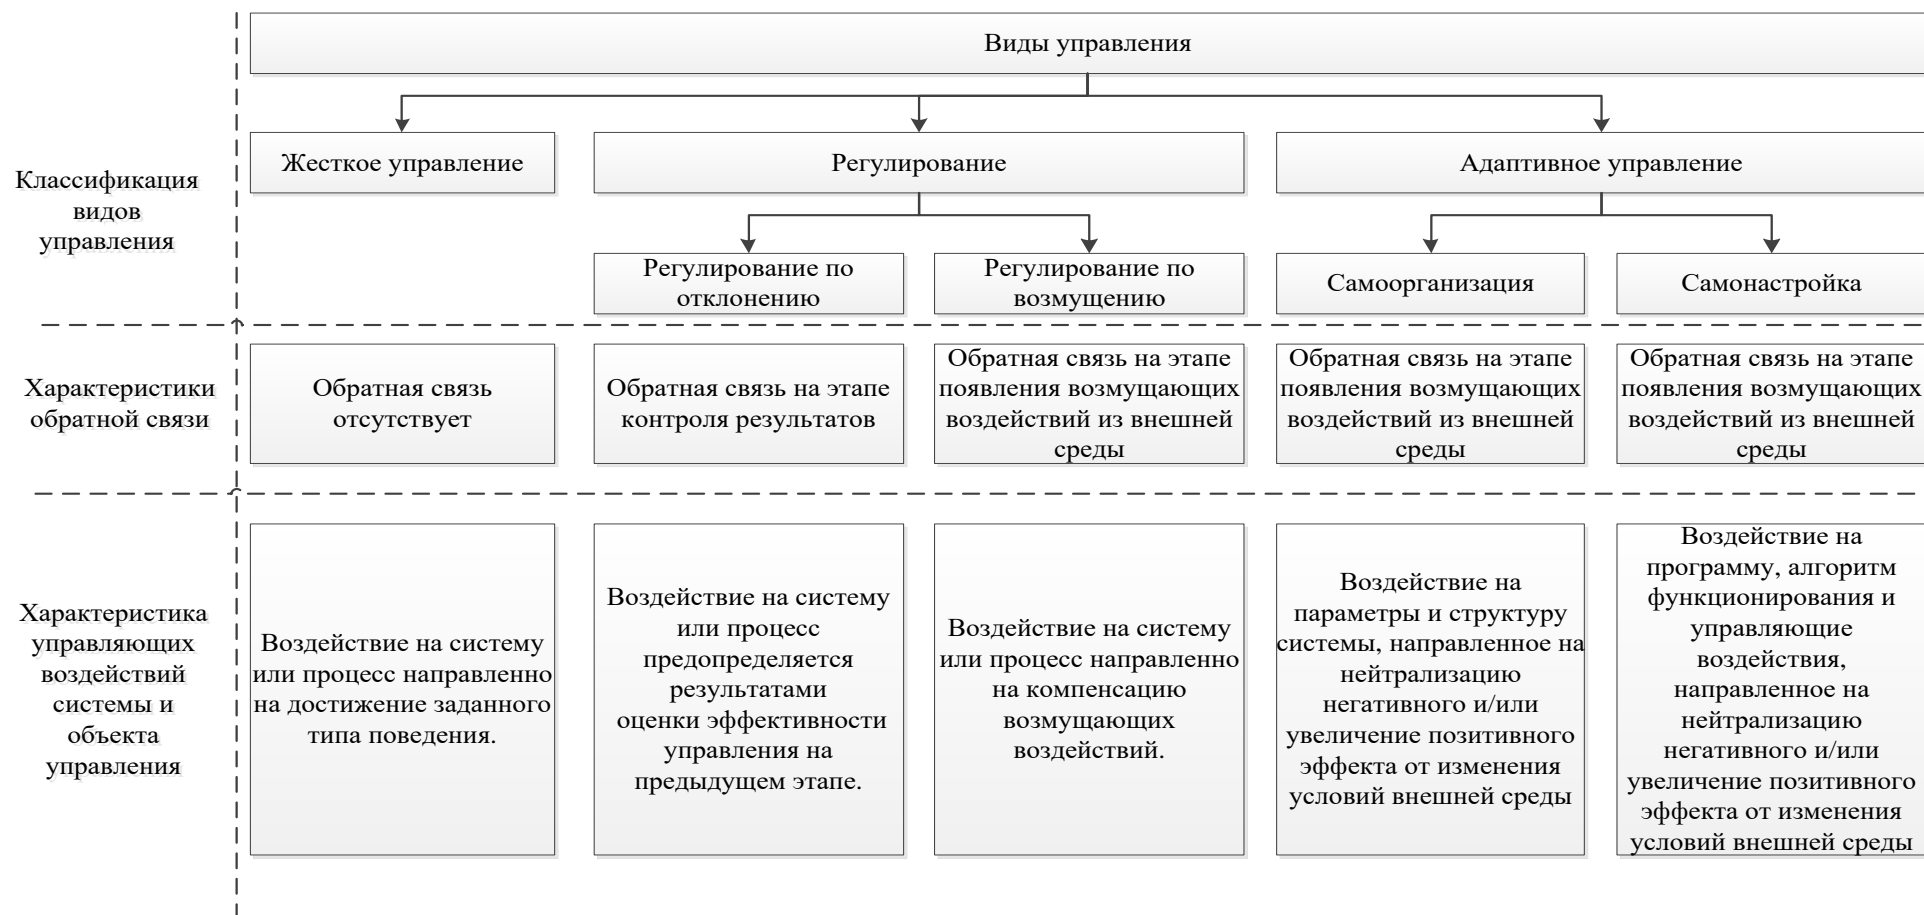 Виды управления
Жесткое управление
Регулирование
Адаптивное управление
Классификация
видов
управления
Регулирование по
отклонению
Регулирование по
возмущению
Самоорганизация
Самонастройка
Характеристики
обратной связи
Обратная связь
отсутствует
Обратная связь на этапе
контроля результатов
Обратная связь на этапе
появления возмущающих
воздействий из внешней
среды
Обратная связь на этапе
появления возмущающих
воздействий из внешней
среды
Обратная связь на этапе
появления возмущающих
воздействий из внешней
среды
Характеристика
управляющих
воздействий
системы и
объекта
управления
Воздействие на систему
или процесс направленно
на достижение заданного
типа поведения.
Воздействие на систему
или процесс
предопределяется
результатами
оценки эффективности
управления на
предыдущем этапе.
Воздействие на систему
или процесс направленно
на компенсацию
возмущающих
воздействий.
Воздействие на
параметры и структуру
системы, направленное на
нейтрализацию
негативного и/или
увеличение позитивного
эффекта от изменения
условий внешней среды
Воздействие на
программу, алгоритм
функционирования и
управляющие
воздействия,
направленное на
нейтрализацию
негативного и/или
увеличение позитивного
эффекта от изменения
условий внешней среды